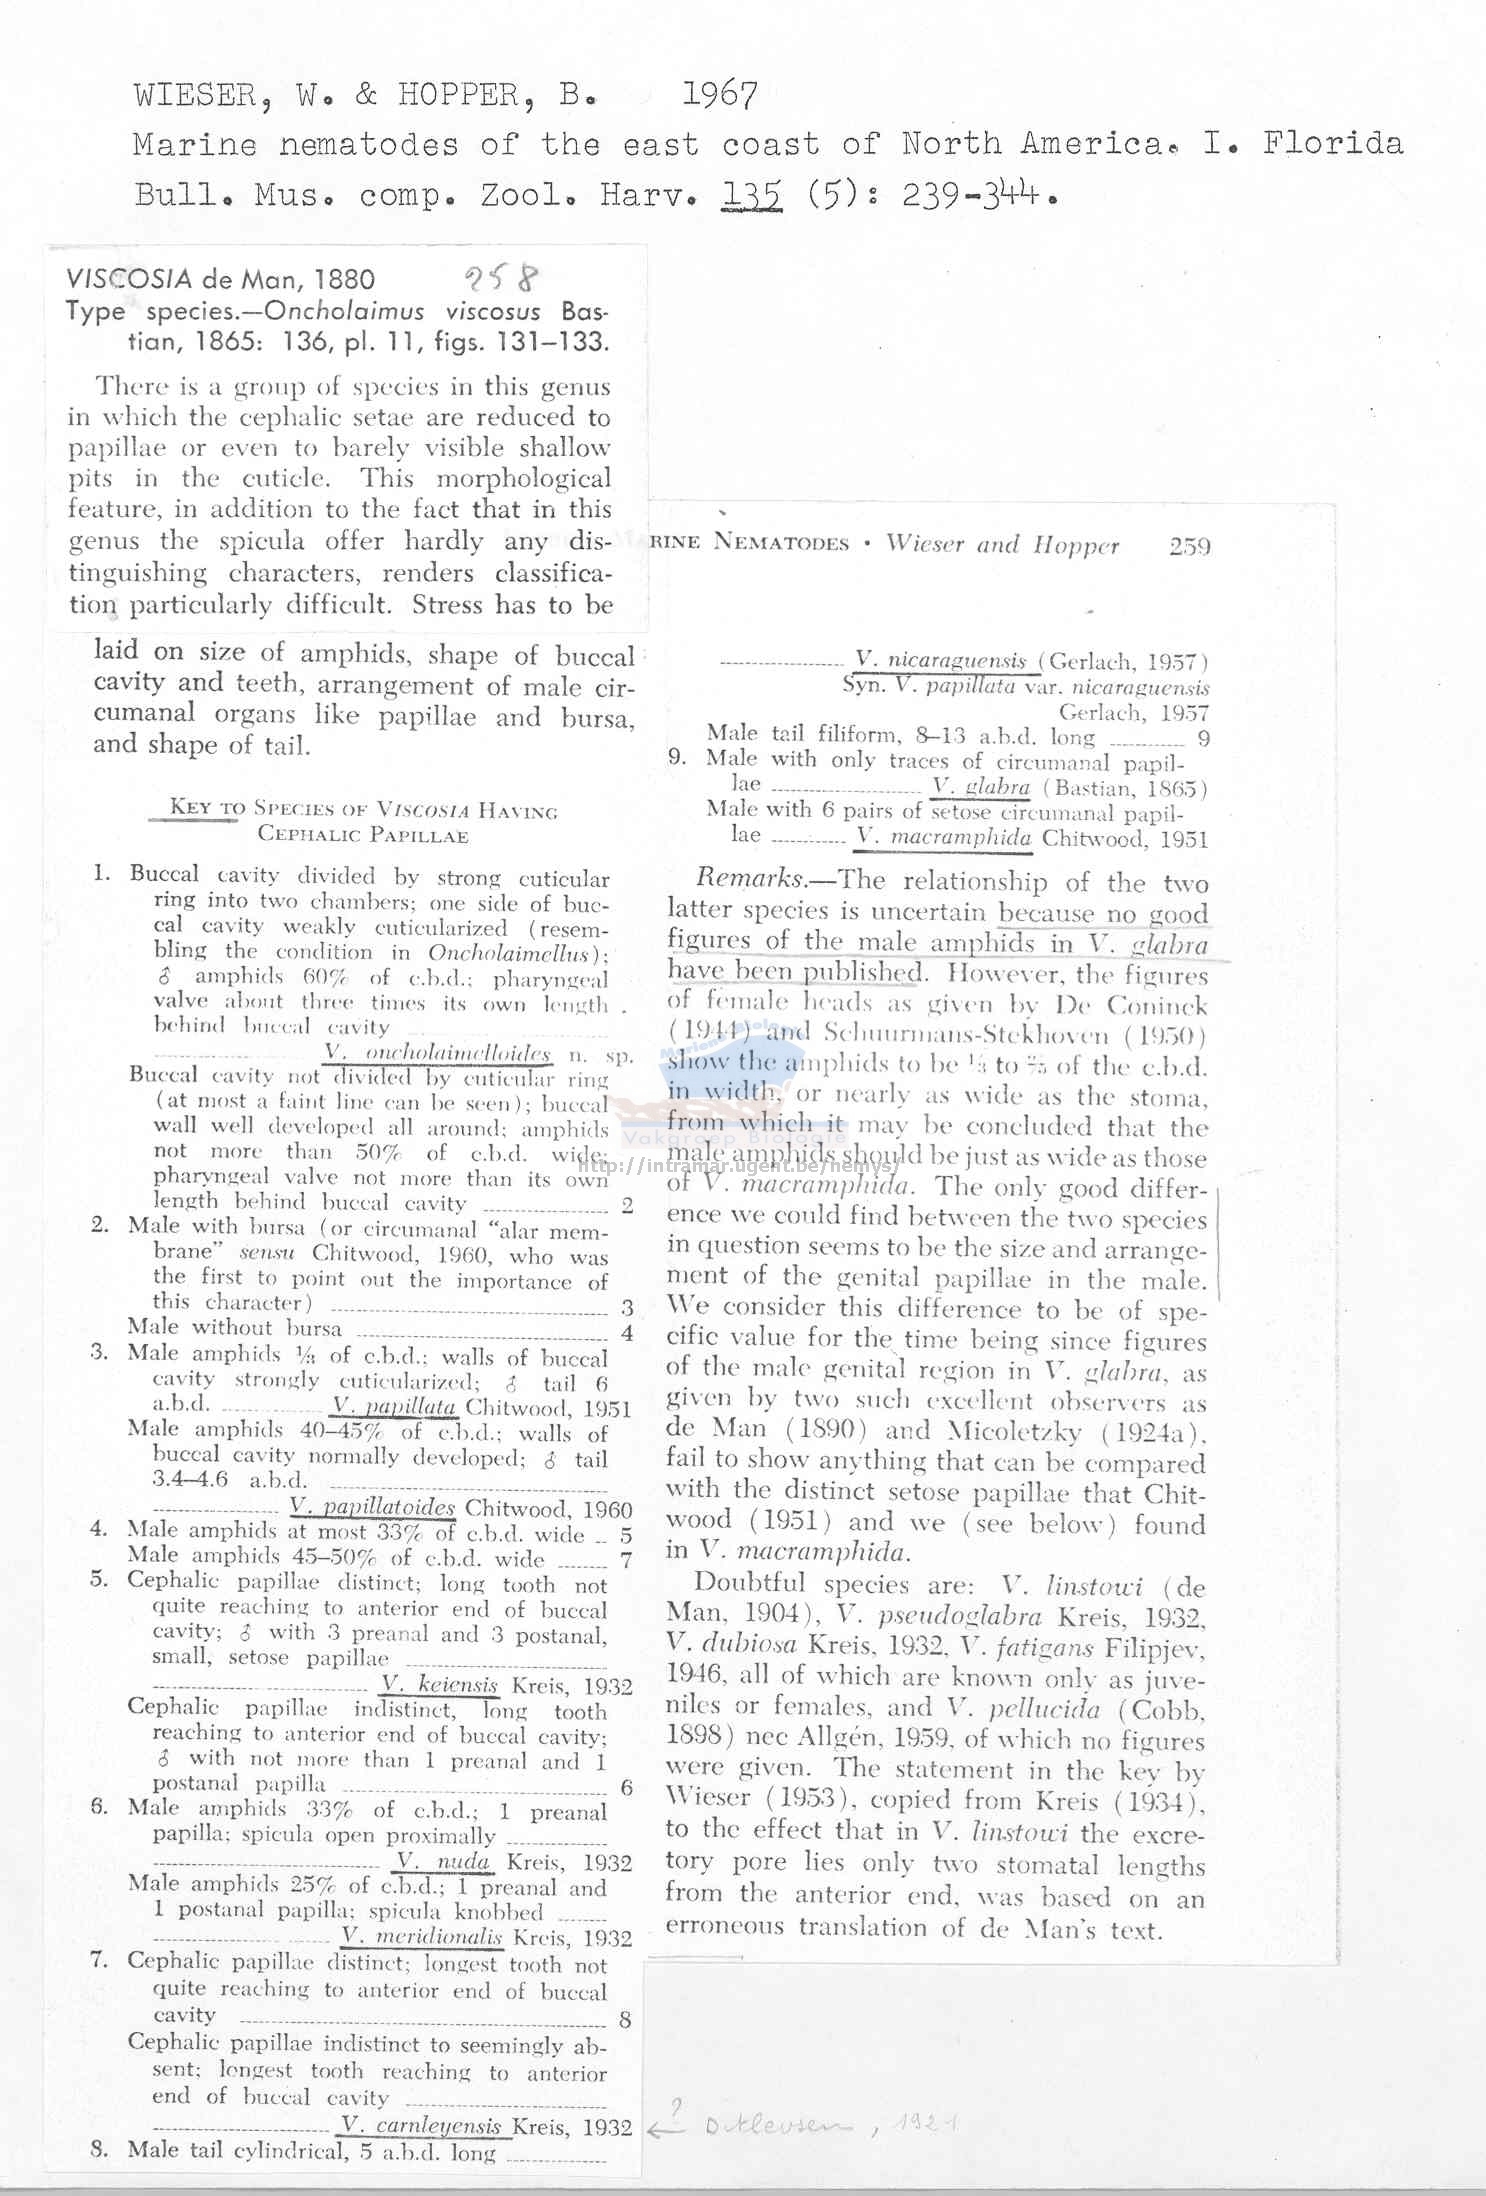 WIESER, W. & HOPPER, B. 1967
Marine nematodes of the east coast of North America. I. Florida
Bull. Mus. comp. Zool. Harv. 135 (5): 239-344.
VISCOSIA de Man, 1880 258
Type species.—Oncholaimus viscosus Bas-
tian, 1865: 136, pl. 11, figs. 131–133.
There is a group of species in this genus
in which the cephalic setae are reduced to
papillae or even to barely visible shallow
pits in the cuticle. This morphological
feature, in addition to the fact that in this
genus the spicula offer hardly any dis-
tinguishing characters, renders classifica-
tion particularly difficult. Stress has to be
laid on size of amphids, shape of buccal
cavity and teeth, arrangement of male cir-
cumanal organs like papillae and bursa,
and shape of tail.
KEY TO SPECIES OF VISCOSIA HAVING
CEPHALIC PAPILLAE
1. Buccal cavity divided by strong cuticular
ring into two chambers; one side of buc-
cal cavity weakly cuticularized (resem-
bling the condition in Oncholaimellus);
♂ amphids 60% of c.b.d.; pharyngeal
valve about three times its own length
behind buccal cavity
V. oncholaimelloides n. sp.
Buccal cavity not divided by cuticular ring
(at most a faint line can be seen); buccal
wall well developed all around; amphids
not more than 50% of c.b.d. wide;
pharyngeal valve not more than its own
length behind buccal cavity 2
2. Male with bursa (or circumanal “alar mem-
brane” sensu Chitwood, 1960, who was
the first to point out the importance of
this character) 3
Male without bursa 4
3. Male amphids ⅓ of c.b.d.; walls of buccal
cavity strongly cuticularized; ♂ tail 6
a.b.d. V. papillata Chitwood, 1951
Male amphids 40–45% of c.b.d.; walls of
buccal cavity normally developed; ♂ tail
3.4–4.6 a.b.d.
V. papillatoides Chitwood, 1960
4. Male amphids at most 33% of c.b.d. wide 5
Male amphids 45–50% of c.b.d. wide 7
5. Cephalic papillae distinct; long tooth not
quite reaching to anterior end of buccal
cavity; ♂ with 3 preanal and 3 postanal,
small, setose papillae
V. keiensis Kreis, 1932
Cephalic papillae indistinct, long tooth
reaching to anterior end of buccal cavity;
♂ with not more than 1 preanal and 1
postanal papilla 6
6. Male amphids 33% of c.b.d.; 1 preanal
papilla; spicula open proximally
V. nuda Kreis, 1932
Male amphids 25% of c.b.d.; 1 preanal and
1 postanal papilla; spicula knobbed
V. meridionalis Kreis, 1932
7. Cephalic papillae distinct; longest tooth not
quite reaching to anterior end of buccal
cavity 8
Cephalic papillae indistinct to seemingly ab-
sent; longest tooth reaching to anterior
end of buccal cavity
V. carnleyensis Kreis, 1932 ← ? Ditlevsen, 1921
8. Male tail cylindrical, 5 a.b.d. long
RINE NEMATODES • Wieser and Hopper 259
V. nicaraguensis (Gerlach, 1957)
Syn. V. papillata var. nicaraguensis
Gerlach, 1957
Male tail filiform, 8–13 a.b.d. long 9
9. Male with only traces of circumanal papil-
lae V. glabra (Bastian, 1865)
Male with 6 pairs of setose circumanal papil-
lae V. macramphida Chitwood, 1951
Remarks.—The relationship of the two
latter species is uncertain because no good
figures of the male amphids in V. glabra
have been published. However, the figures
of female heads as given by De Coninck
(1944) and Schuurmans-Stekhoven (1950)
show the amphids to be ⅓ to ⅖ of the c.b.d.
in width, or nearly as wide as the stoma,
from which it may be concluded that the
male amphids should be just as wide as those
of V. macramphida. The only good differ-
ence we could find between the two species
in question seems to be the size and arrange-
ment of the genital papillae in the male.
We consider this difference to be of spe-
cific value for the time being since figures
of the male genital region in V. glabra, as
given by two such excellent observers as
de Man (1890) and Micoletzky (1924a),
fail to show anything that can be compared
with the distinct setose papillae that Chit-
wood (1951) and we (see below) found
in V. macramphida.
Doubtful species are: V. linstowi (de
Man, 1904), V. pseudoglabra Kreis, 1932,
V. dubiosa Kreis, 1932, V. fatigans Filipjev,
1946, all of which are known only as juve-
niles or females, and V. pellucida (Cobb,
1898) nec Allgén, 1959, of which no figures
were given. The statement in the key by
Wieser (1953), copied from Kreis (1934),
to the effect that in V. linstowi the excre-
tory pore lies only two stomatal lengths
from the anterior end, was based on an
erroneous translation of de Man's text.
Mariene Biologie
Vakgroep Biologie
http://intramar.ugent.be/nemys/